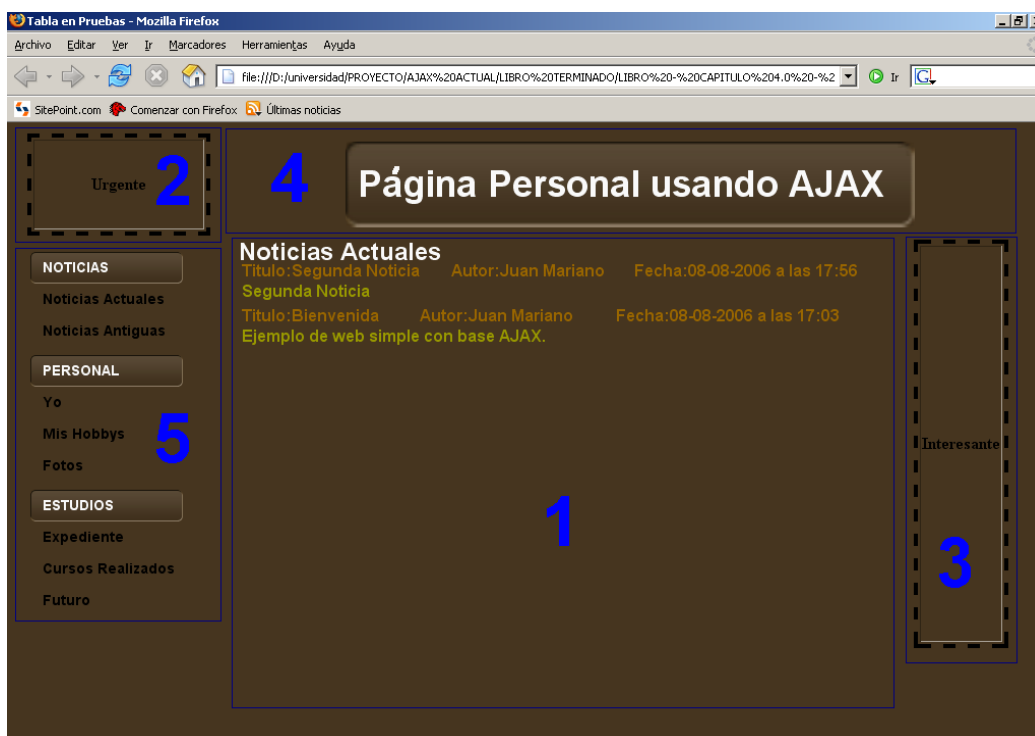 Tabla en Pruebas - Mozilla Firefox
Archivo Editar Ver Ir Marcadores Herramientas Ayuda
file:///D:/universidad/PROYECTO/AJAX%20ACTUAL/LIBRO%20TERMINADO/LIBRO%20-%20CAPITULO%204.0%20-%2 Ir G
SitePoint.com Comenzar con Firefox Últimas noticias
Urgente 2
4 Página Personal usando AJAX
NOTICIAS
Noticias Actuales
Noticias Antiguas
PERSONAL
Yo
Mis Hobbys
Fotos
5
ESTUDIOS
Expediente
Cursos Realizados
Futuro
Noticias Actuales
Titulo:Segunda Noticia Autor:Juan Mariano Fecha:08-08-2006 a las 17:56
Segunda Noticia
Titulo:Bienvenida Autor:Juan Mariano Fecha:08-08-2006 a las 17:03
Ejemplo de web simple con base AJAX.
1
Interesante
3